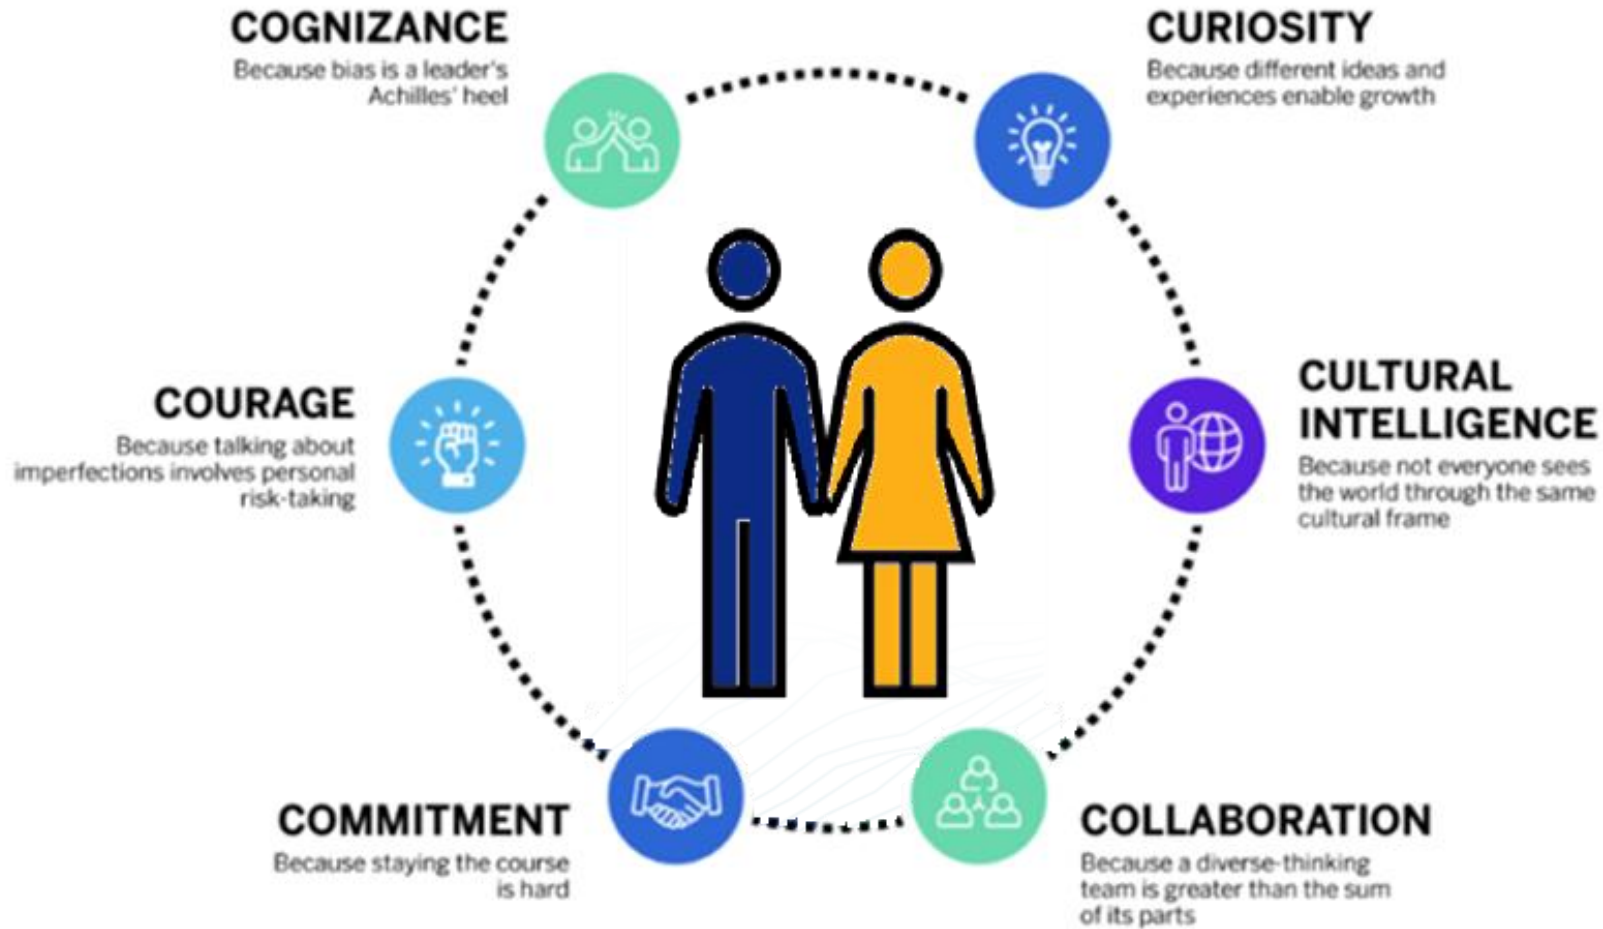 COGNIZANCE
Because bias is a leader's
Achilles' heel
CURIOSITY
Because different ideas and
experiences enable growth
COURAGE
Because talking about
imperfections involves personal
risk-taking
CULTURAL
INTELLIGENCE
Because not everyone sees
the world through the same
cultural frame
COMMITMENT
Because staying the course
is hard
COLLABORATION
Because a diverse-thinking
team is greater than the sum
of its parts